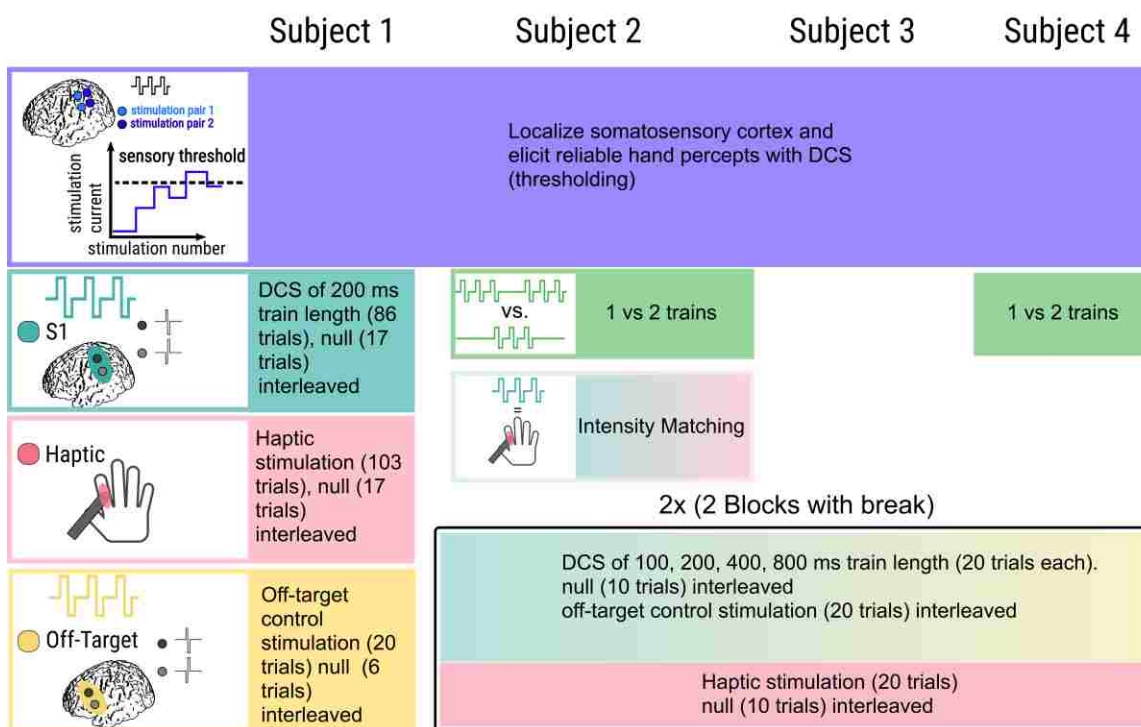 Subject 1
Subject 2
Subject 3
Subject 4
stimulation pair 1
stimulation pair 2
sensory threshold
stimulation
current
stimulation number
Localize somatosensory cortex and
elicit reliable hand percepts with DCS
(thresholding)
S1
DCS of 200 ms
train length (86
trials), null (17
trials)
interleaved
VS.
1 vs 2 trains
1 vs 2 trains
=
Intensity Matching
Haptic
Haptic
stimulation (103
trials), null (17
trials)
interleaved
2x (2 Blocks with break)
DCS of 100, 200, 400, 800 ms train length (20 trials each).
null (10 trials) interleaved
off-target control stimulation (20 trials) interleaved
Off-Target
Off-target
control
stimulation (20
trials) null (6
trials)
interleaved
Haptic stimulation (20 trials)
null (10 trials) interleaved